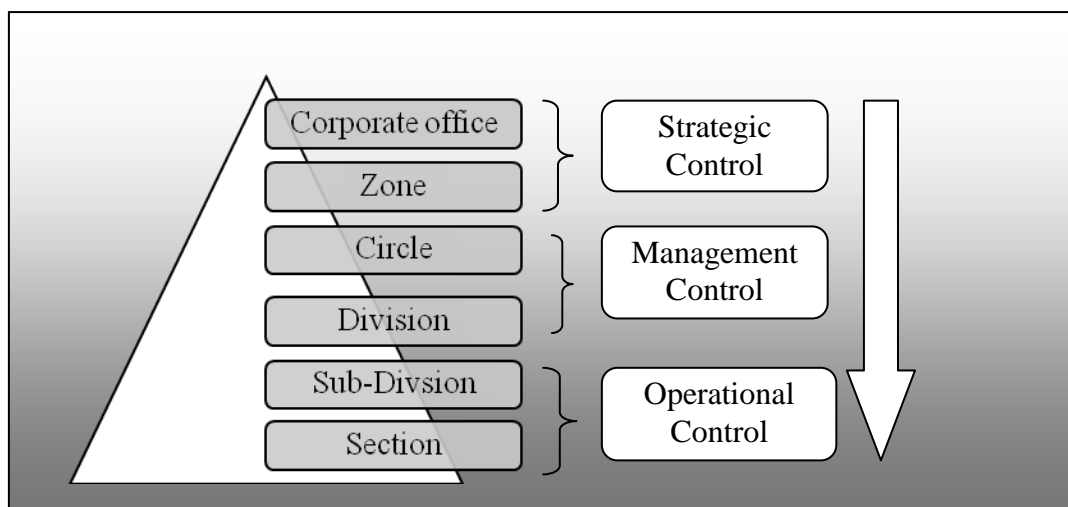 Corporate office
Zone
Circle
Division
Sub-Divsion
Section
Strategic
Control
Management
Control
Operational
Control